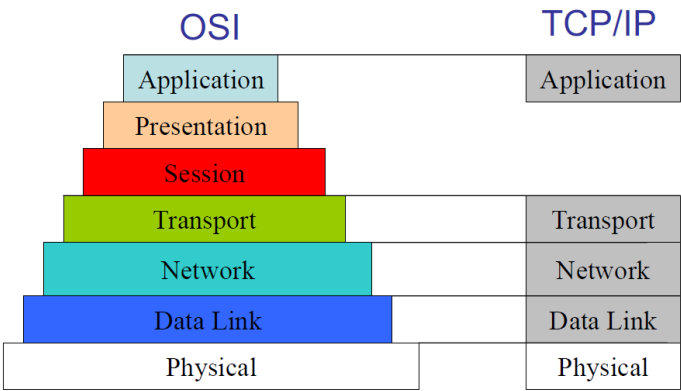 OSI
TCP/IP
Application
Application
Presentation
Session
Transport
Transport
Network
Network
Data Link
Data Link
Physical
Physical